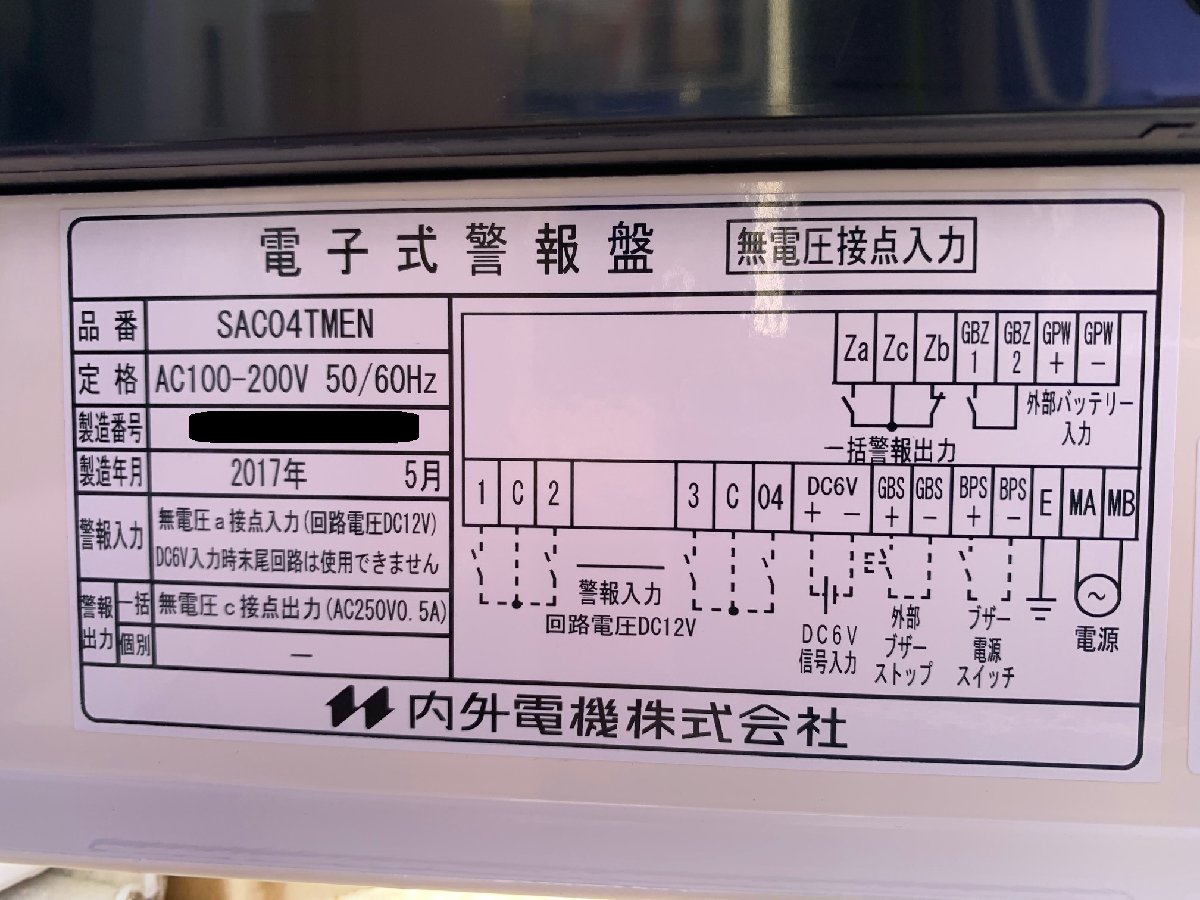 電子式警報盤 無電圧接点入力
品番 SAC04TMEN
定格 AC100-200V 50/60Hz
製造番号
製造年月 2017年 5月
警報入力 無電圧a接点入力(回路電圧DC12V)
DC6V入力時末尾回路は使用できません
警報出力 一括 無電圧c接点出力(AC250V0.5A)
個別 —
Za Zc Zb GBZ1 GBZ2 GPW+ GPW-
外部バッテリー
入力
一括警報出力
1 C 2 3 C 04 DC6V + - GBS+ GBS- BPS+ BPS- E MA MB
警報入力
回路電圧DC12V
DC6V
信号入力
外部
ブザー
ストップ
ブザー
電源
スイッチ
電源
内外電機株式会社